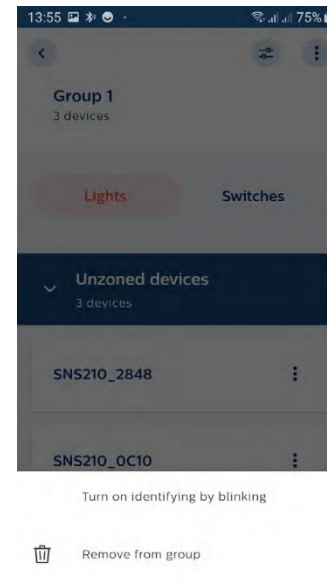 13:55 75%
Group 1
3 devices
Lights Switches
Unzoned devices
3 devices
SNS210_2848
SNS210_0C10
Turn on identifying by blinking
Remove from group